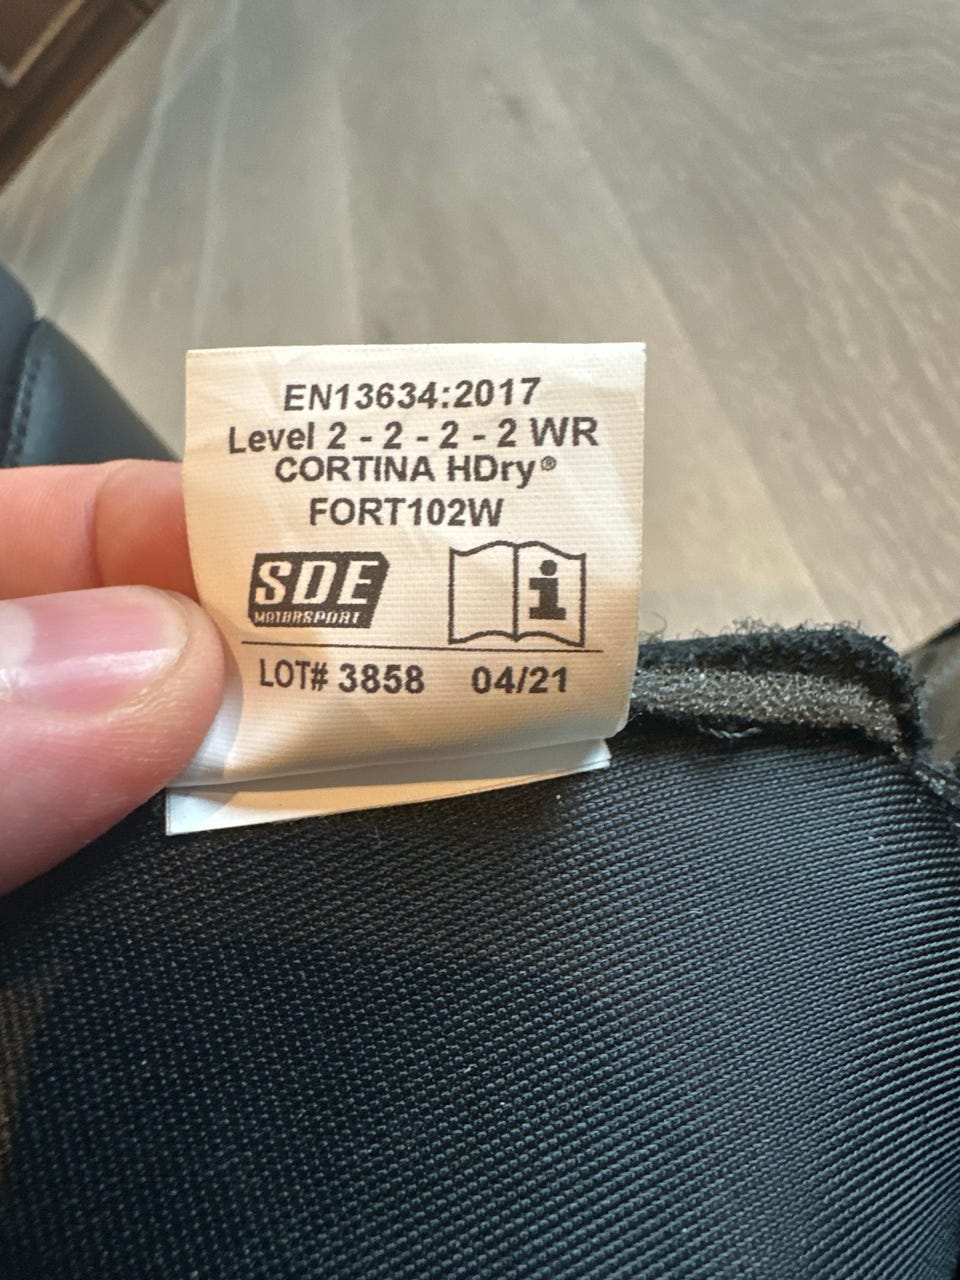 EN13634:2017
Level 2 - 2 - 2 - 2 WR
CORTINA HDry®
FORT102W
SDE
MOTORSPORT
i
LOT# 3858 04/21